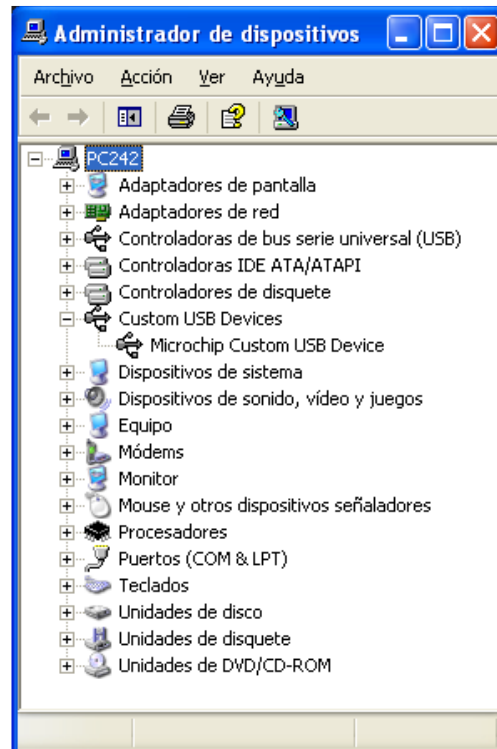 Administrador de dispositivos
Archivo Acción Ver Ayuda
PC242
Adaptadores de pantalla
Adaptadores de red
Controladoras de bus serie universal (USB)
Controladoras IDE ATA/ATAPI
Controladores de disquete
Custom USB Devices
Microchip Custom USB Device
Dispositivos de sistema
Dispositivos de sonido, vídeo y juegos
Equipo
Módems
Monitor
Mouse y otros dispositivos señaladores
Procesadores
Puertos (COM & LPT)
Teclados
Unidades de disco
Unidades de disquete
Unidades de DVD/CD-ROM